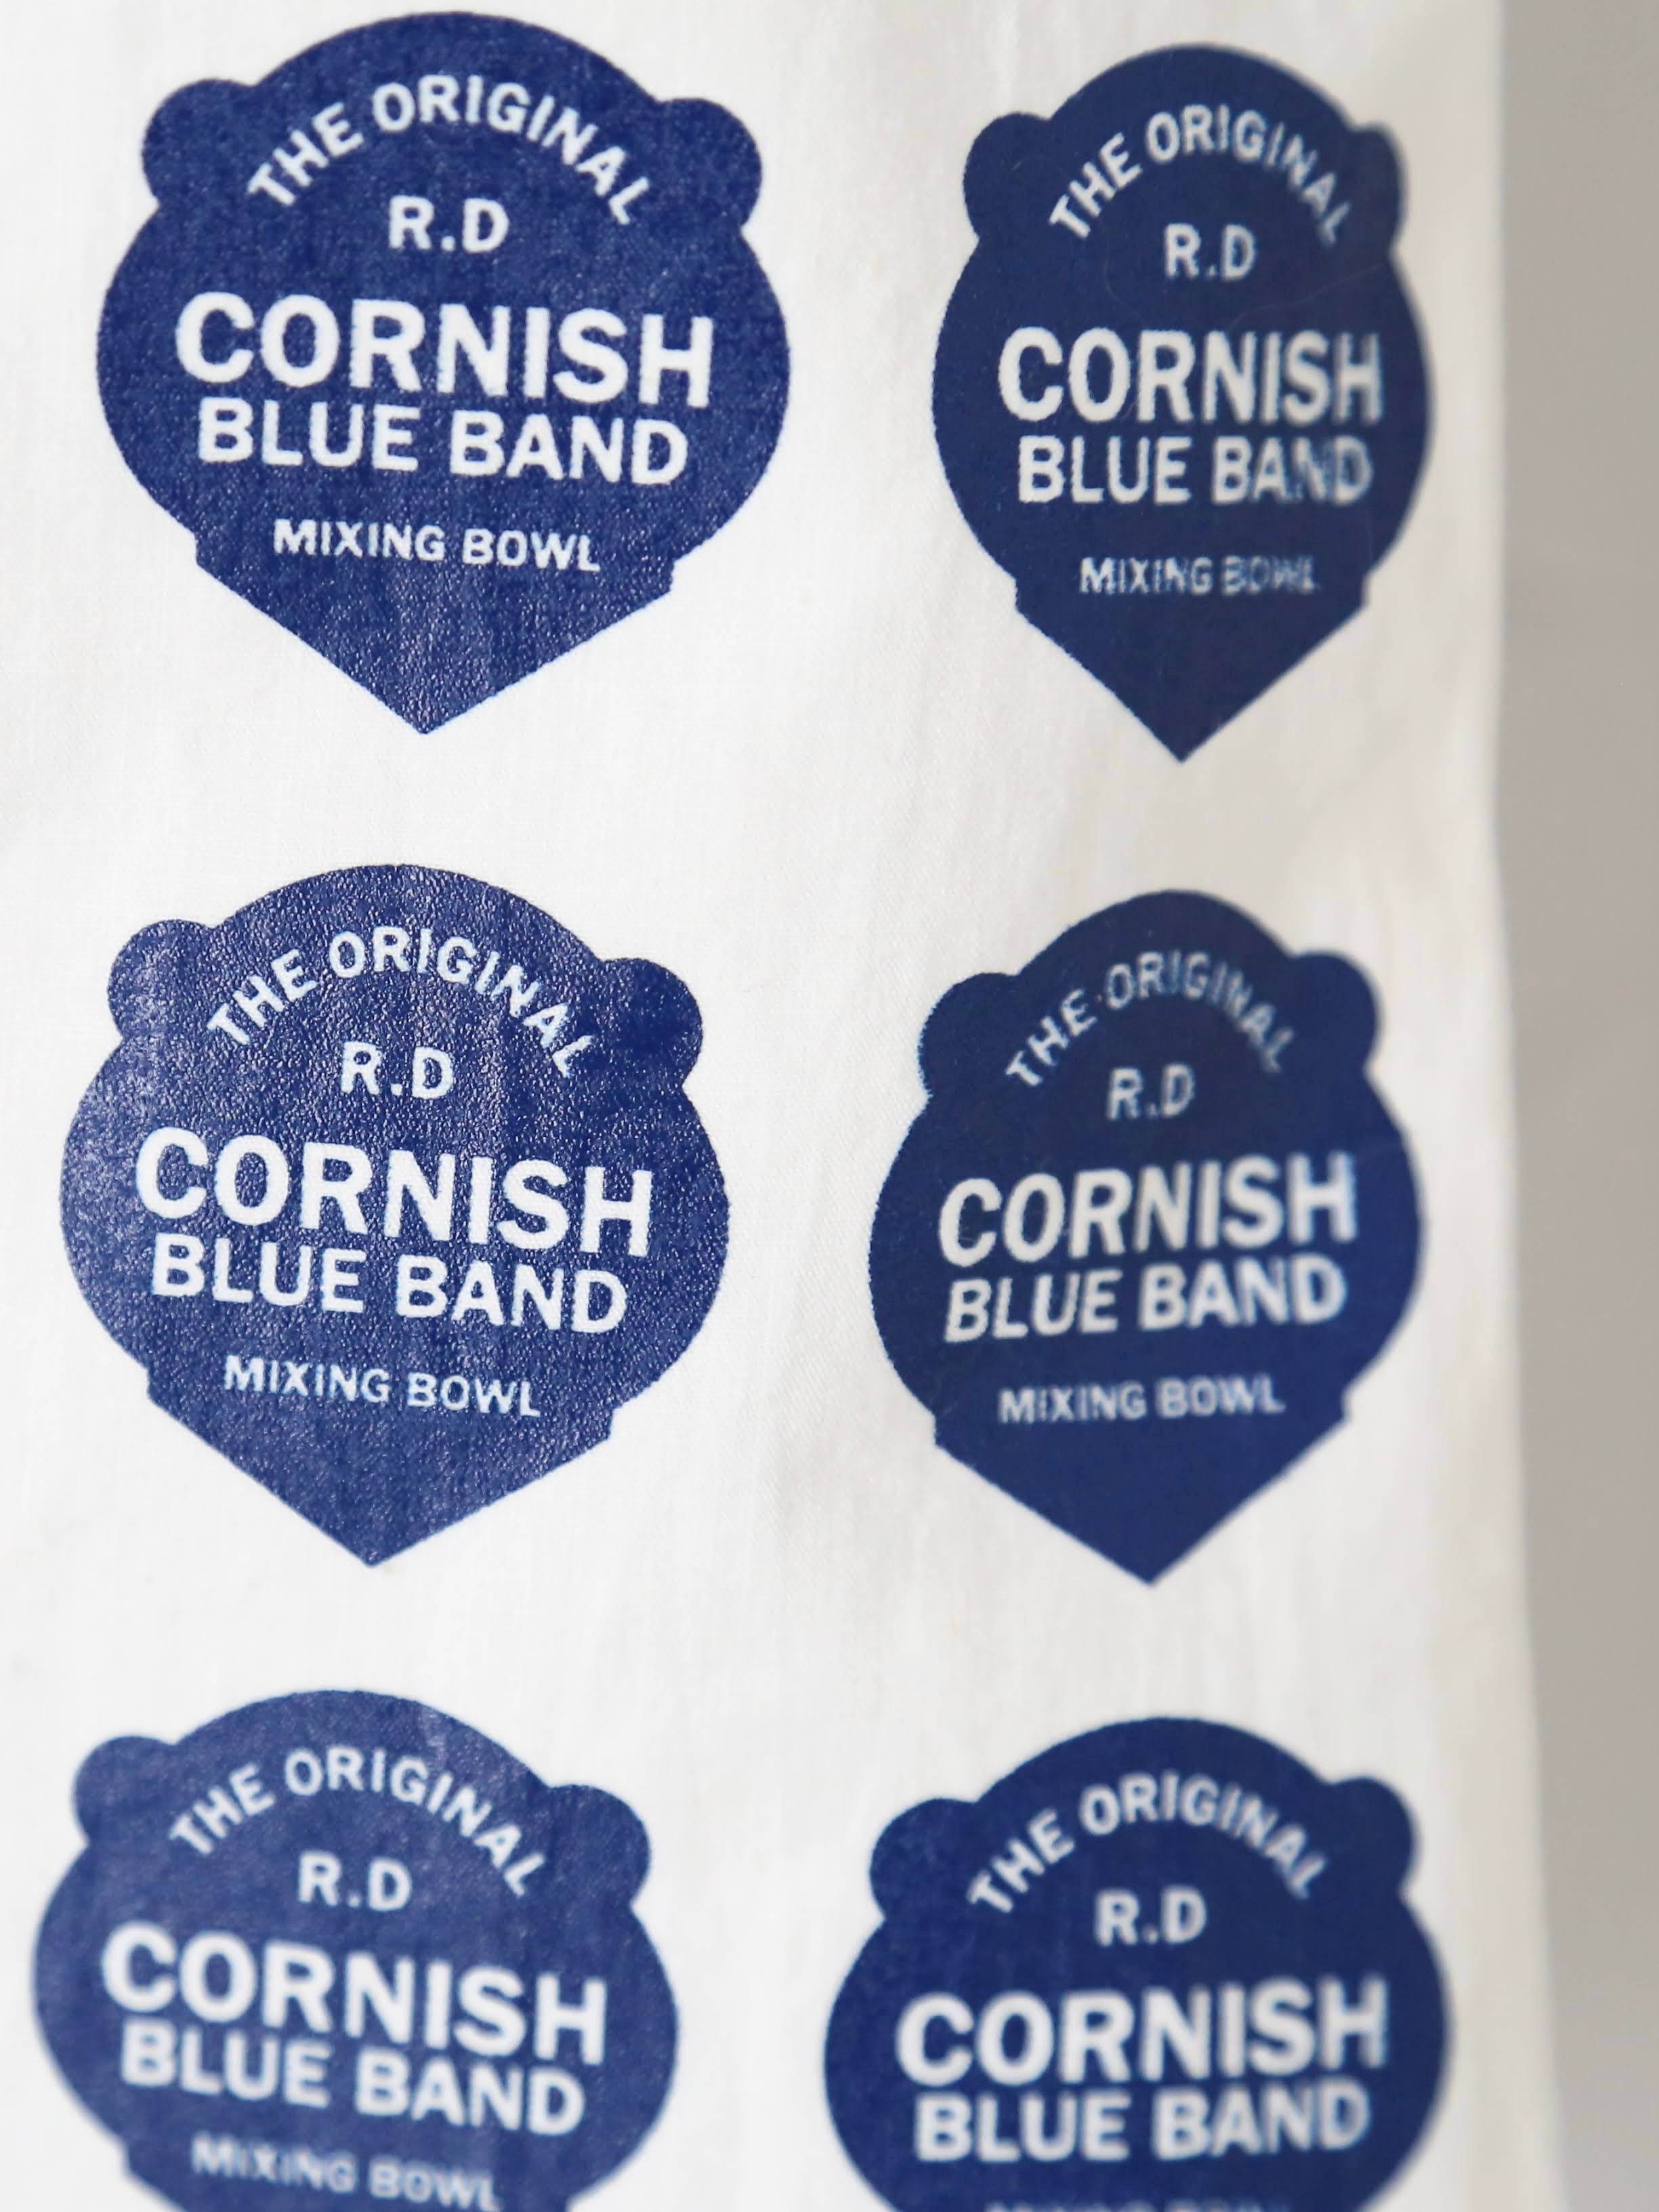 THE ORIGINAL
R.D
CORNISH
BLUE BAND
MIXING BOWL
THE ORIGINAL
R.D
CORNISH
BLUE BAND
MIXING BOWL
THE ORIGINAL
R.D
CORNISH
BLUE BAND
MIXING BOWL
THE ORIGINAL
R.D
CORNISH
BLUE BAND
MIXING BOWL
THE ORIGINAL
R.D
CORNISH
BLUE BAND
MIXING BOWL
THE ORIGINAL
R.D
CORNISH
BLUE BAND